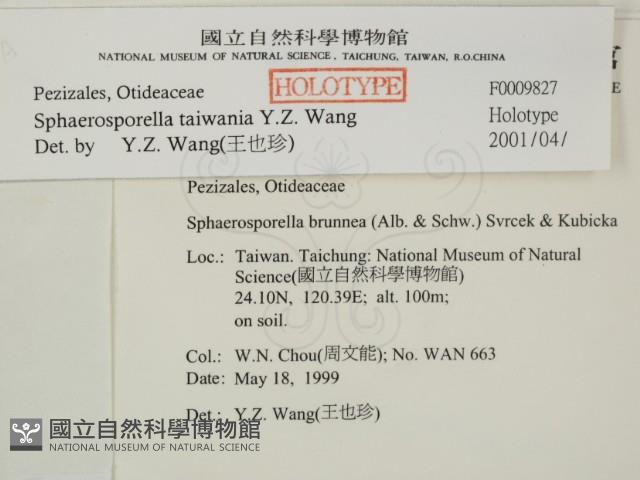 國立自然科學博物館
NATIONAL MUSEUM OF NATURAL SCIENCE, TAICHUNG, TAIWAN, R.O.CHINA
Pezizales, Otideaceae HOLOTYPE F0009827
Sphaerosporella taiwania Y.Z. Wang Holotype
Det. by Y.Z. Wang(王也珍) 2001/04/
Pezizales, Otideaceae
Sphaerosporella brunnea (Alb. & Schw.) Svrcek & Kubicka
Loc.: Taiwan. Taichung: National Museum of Natural
Science(國立自然科學博物館)
24.10N, 120.39E; alt. 100m;
on soil.
Col.: W.N. Chou(周文能); No. WAN 663
Date: May 18, 1999
Det.: Y.Z. Wang(王也珍)
國立自然科學博物館
NATIONAL MUSEUM OF NATURAL SCIENCE